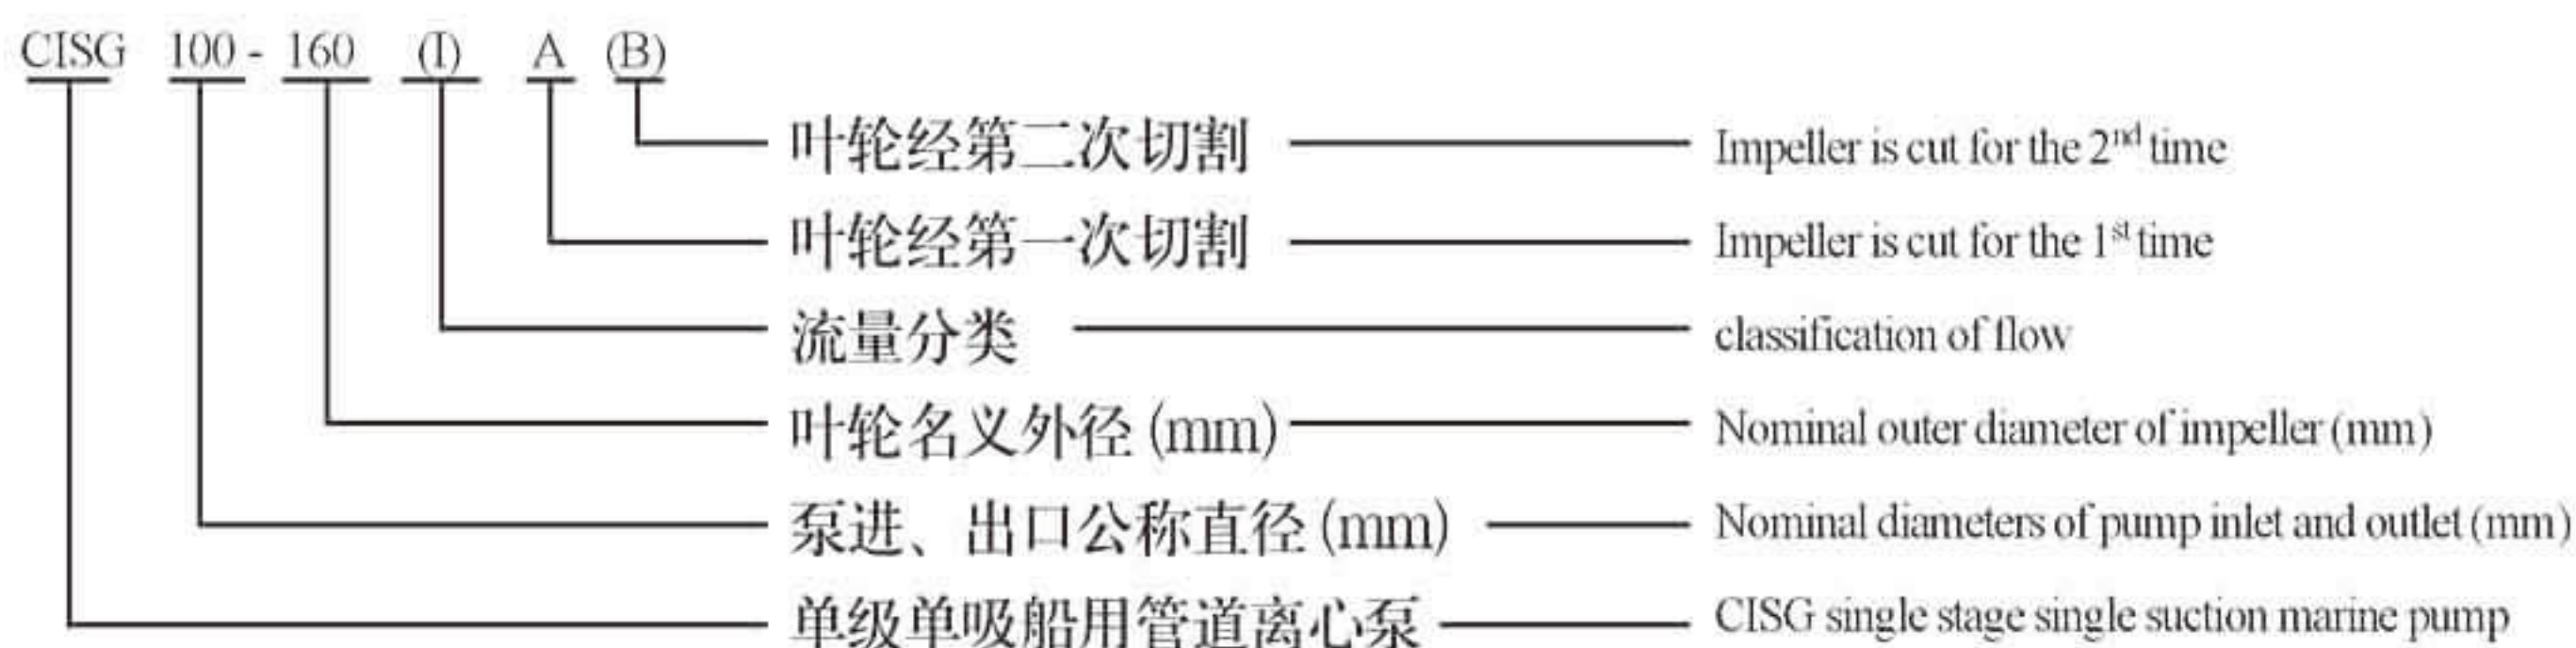 CISG 100 - 160 (I) A (B)
叶轮经第二次切割 Impeller is cut for the 2nd time
叶轮经第一次切割 Impeller is cut for the 1st time
流量分类 classification of flow
叶轮名义外径 (mm) Nominal outer diameter of impeller (mm)
泵进、出口公称直径 (mm) Nominal diameters of pump inlet and outlet (mm)
单级单吸船用管道离心泵 CISG single stage single suction marine pump